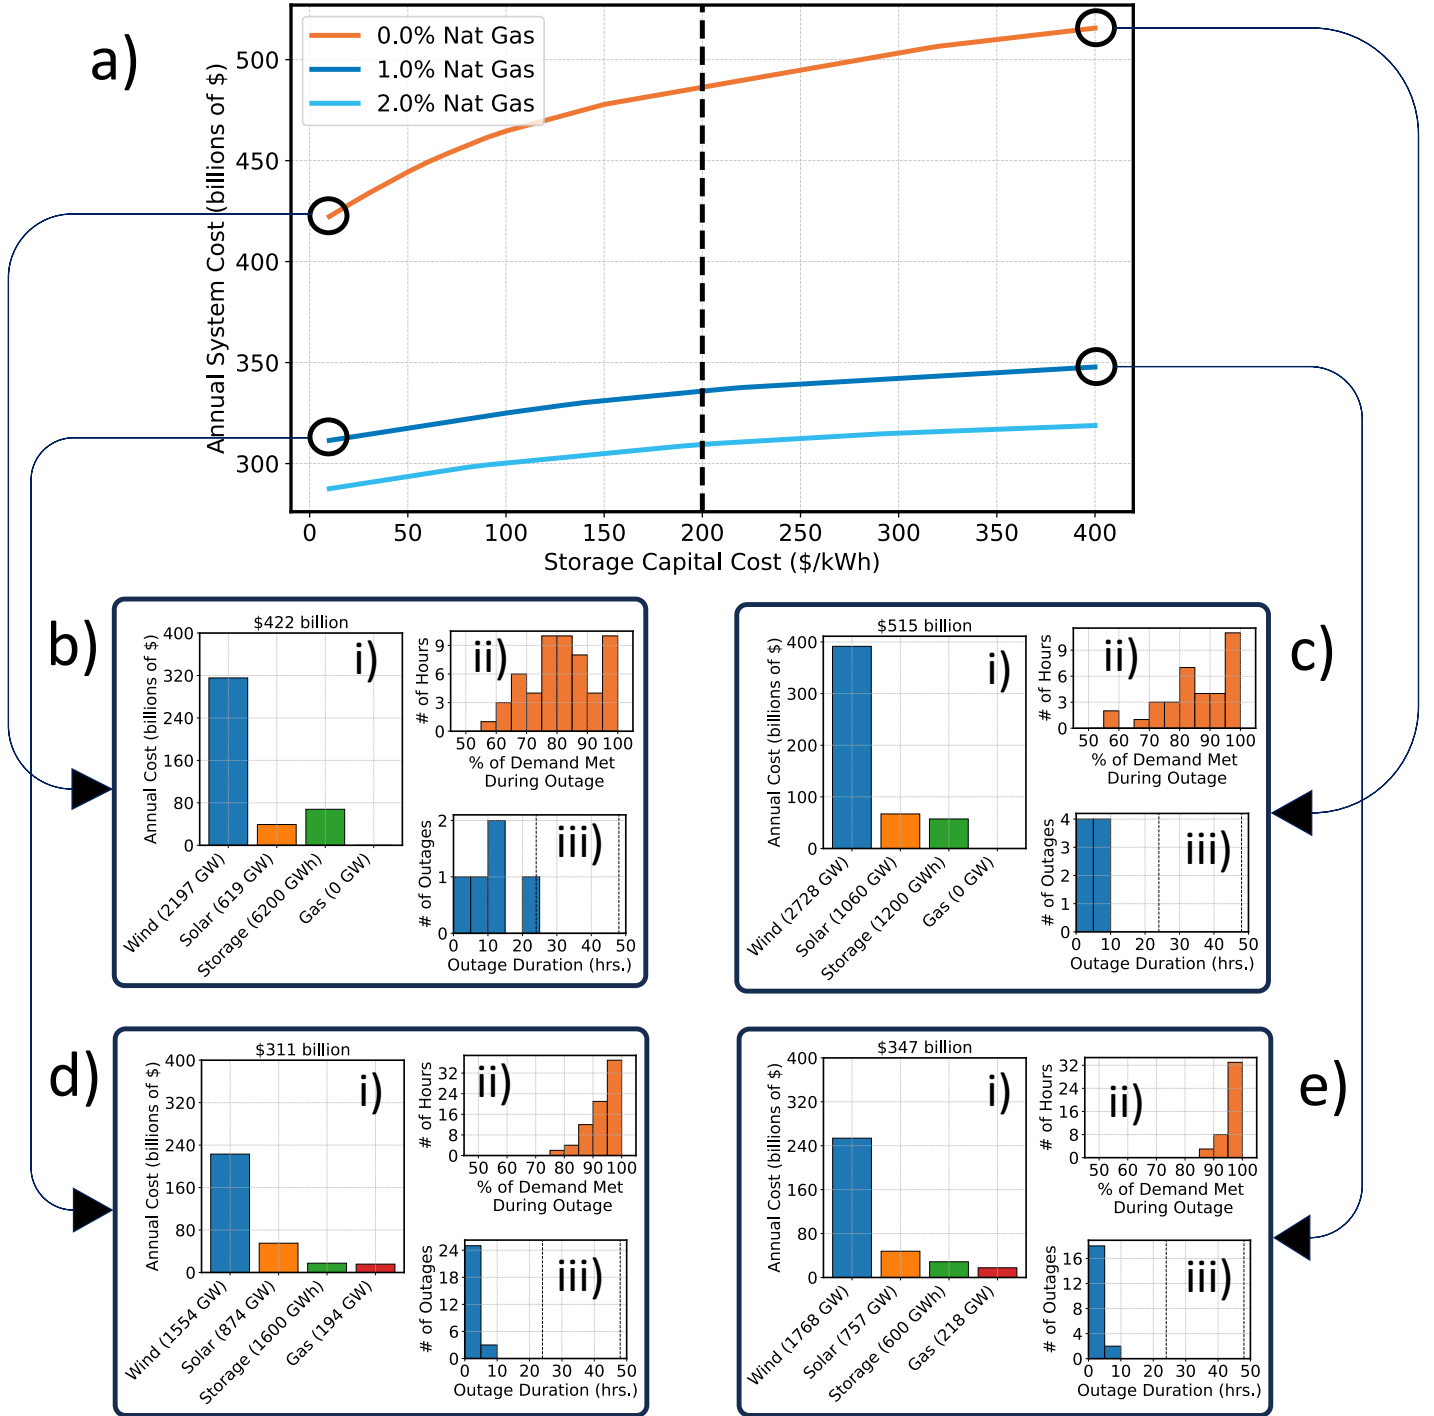 a)
0.0% Nat Gas
1.0% Nat Gas
2.0% Nat Gas
Annual System Cost (billions of $)
500
450
400
350
300
0 50 100 150 200 250 300 350 400
Storage Capital Cost ($/kWh)
b)
$422 billion
i)
Annual Cost (billions of $)
400
320
240
160
80
0
Wind (2197 GW)
Solar (619 GW)
Storage (6200 GWh)
Gas (0 GW)
ii)
# of Hours
9
6
3
0
50 60 70 80 90 100
% of Demand Met
During Outage
iii)
# of Outages
2
1
0
0 10 20 30 40 50
Outage Duration (hrs.)
c)
$515 billion
i)
Annual Cost (billions of $)
400
300
200
100
0
Wind (2728 GW)
Solar (1060 GW)
Storage (1200 GWh)
Gas (0 GW)
ii)
# of Hours
9
6
3
0
50 60 70 80 90 100
% of Demand Met
During Outage
iii)
# of Outages
4
3
2
1
0
0 10 20 30 40 50
Outage Duration (hrs.)
d)
$311 billion
i)
Annual Cost (billions of $)
400
320
240
160
80
0
Wind (1554 GW)
Solar (874 GW)
Storage (1600 GWh)
Gas (194 GW)
ii)
# of Hours
32
24
16
8
0
50 60 70 80 90 100
% of Demand Met
During Outage
iii)
# of Outages
24
18
12
6
0
0 10 20 30 40 50
Outage Duration (hrs.)
e)
$347 billion
i)
Annual Cost (billions of $)
400
320
240
160
80
0
Wind (1768 GW)
Solar (757 GW)
Storage (600 GWh)
Gas (218 GW)
ii)
# of Hours
32
24
16
8
0
50 60 70 80 90 100
% of Demand Met
During Outage
iii)
# of Outages
16
12
8
4
0
0 10 20 30 40 50
Outage Duration (hrs.)